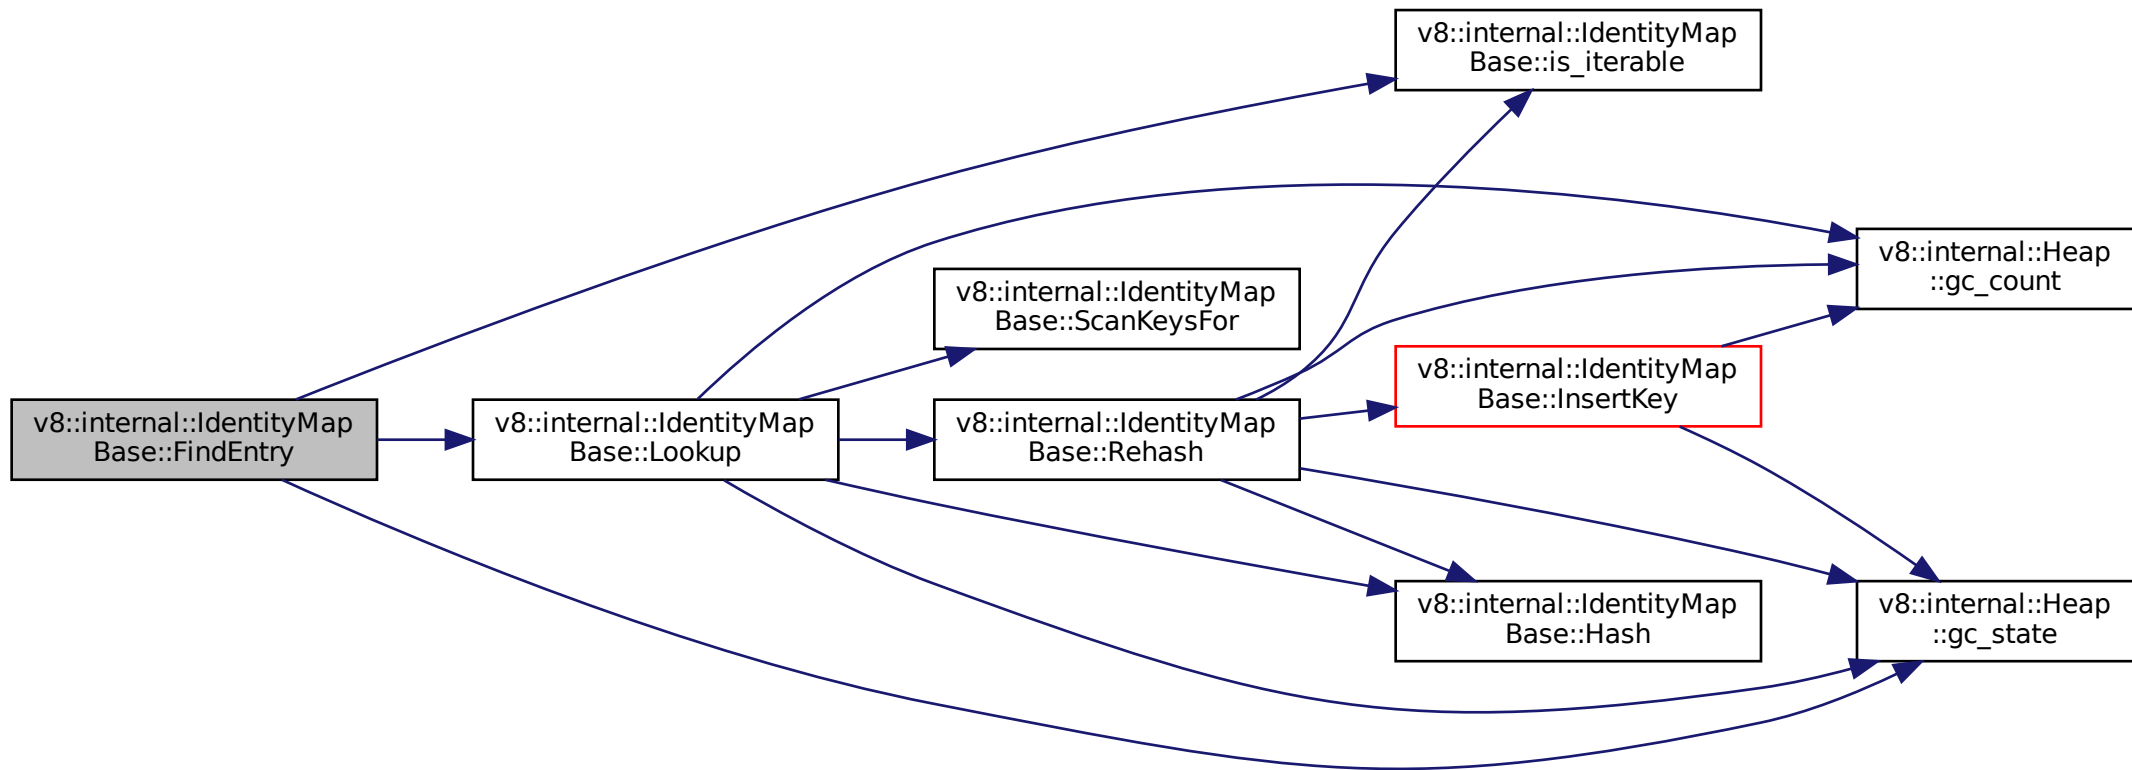 v8::internal::IdentityMap
Base::FindEntry
v8::internal::IdentityMap
Base::Lookup
v8::internal::IdentityMap
Base::ScanKeysFor
v8::internal::IdentityMap
Base::Rehash
v8::internal::IdentityMap
Base::is_iterable
v8::internal::IdentityMap
Base::InsertKey
v8::internal::IdentityMap
Base::Hash
v8::internal::Heap
::gc_count
v8::internal::Heap
::gc_state